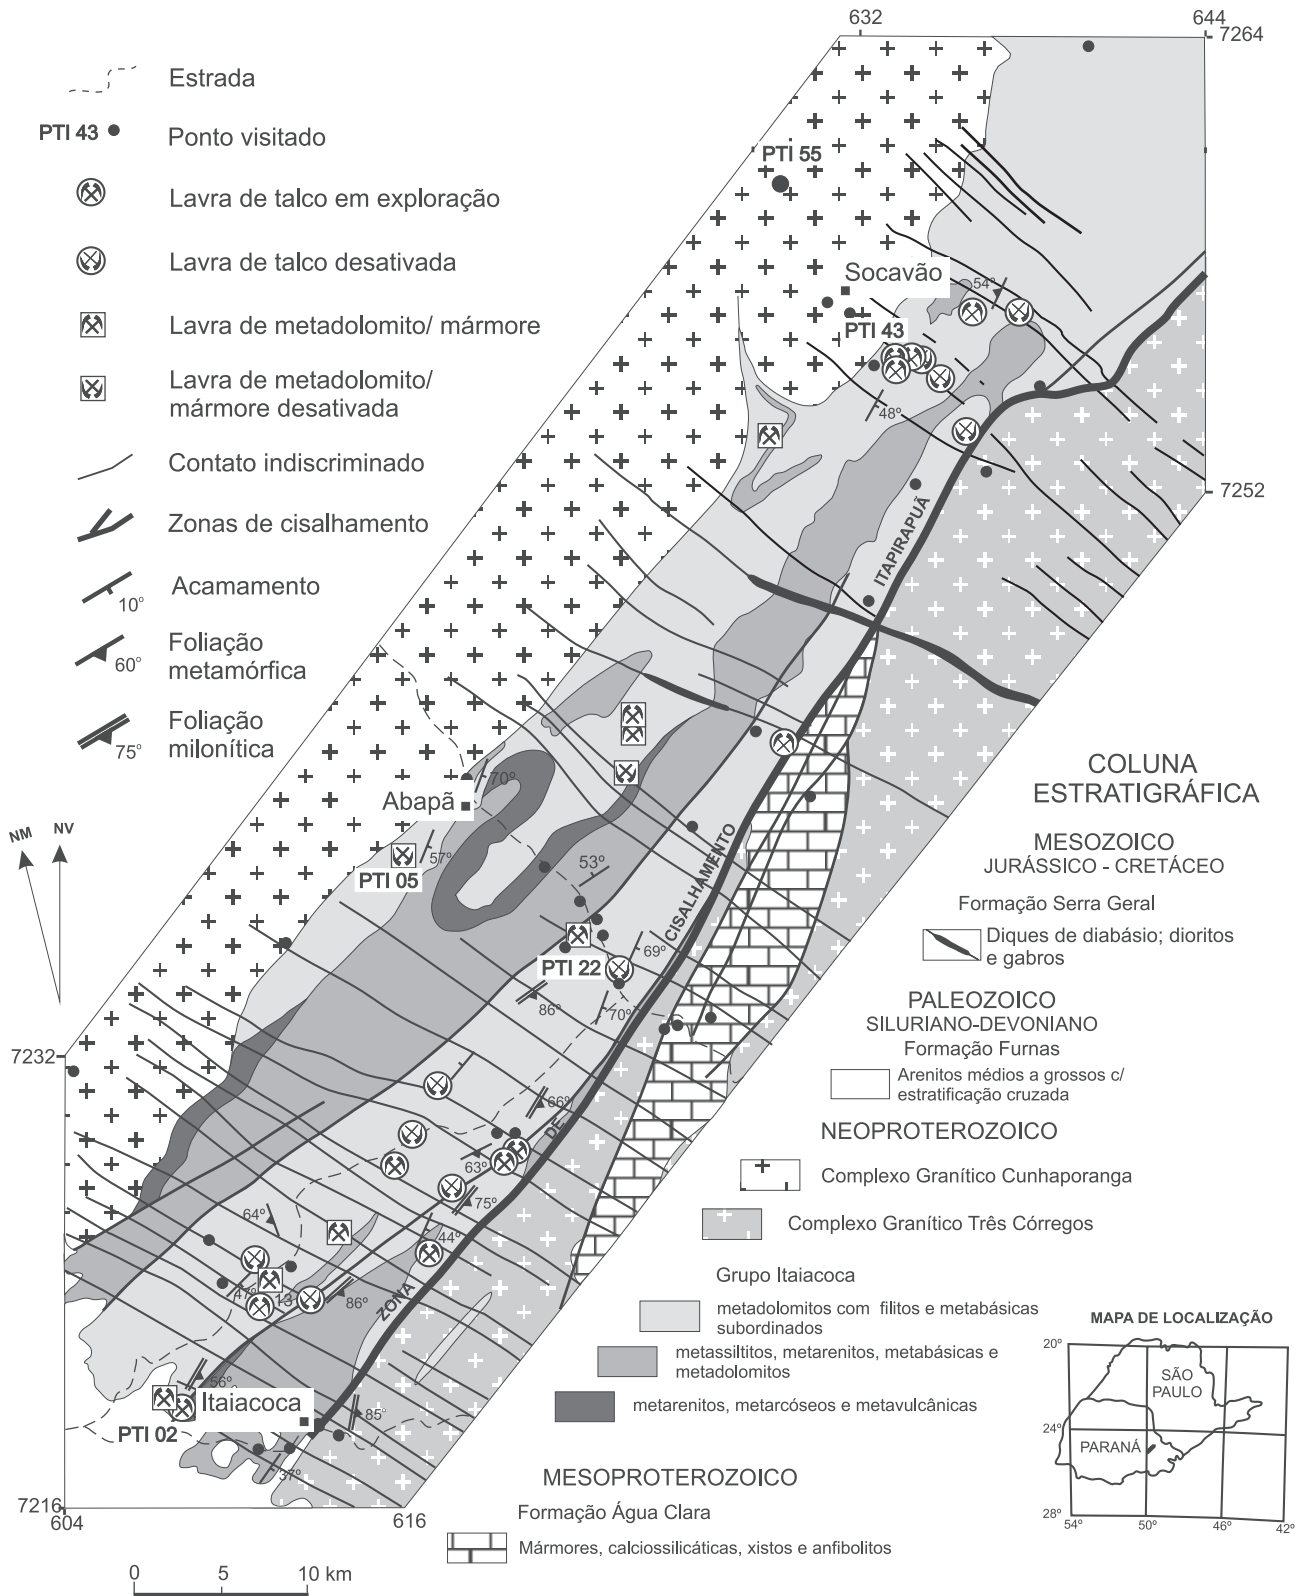 632
644
7264
Estrada
PTI 43
Ponto visitado
Lavra de talco em exploração
Lavra de talco desativada
Lavra de metadolomito/ mármore
Lavra de metadolomito/
mármore desativada
Contato indiscriminado
Zonas de cisalhamento
10°
Acamamento
60°
Foliação
metamórfica
75°
Foliação
milonítica
NM
NV
PTI 55
Socavão
54°
PTI 43
48°
7252
ITAPIRAPUÃ
70°
Abapã
57°
PTI 05
53°
CISALHAMENTO
69°
PTI 22
86°
70°
7232
66°
DE
63°
75°
64°
44°
47°
13
86°
ZONA
56°
Itaiacoca
PTI 02
85°
37°
7216
604
616
0 5 10 km
COLUNA
ESTRATIGRÁFICA
MESOZOICO
JURÁSSICO - CRETÁCEO
Formação Serra Geral
Diques de diabásio; dioritos
e gabros
PALEOZOICO
SILURIANO-DEVONIANO
Formação Furnas
Arenitos médios a grossos c/
estratificação cruzada
NEOPROTEROZOICO
Complexo Granítico Cunhaporanga
Complexo Granítico Três Córregos
Grupo Itaiacoca
metadolomitos com filitos e metabásicas
subordinados
metassiltitos, metarenitos, metabásicas e
metadolomitos
metarenitos, metarcóseos e metavulcânicas
MESOPROTEROZOICO
Formação Água Clara
Mármores, calciossilicáticas, xistos e anfibolitos
MAPA DE LOCALIZAÇÃO
20°
SÃO
PAULO
24°
PARANÁ
28°
54°
50°
46°
42°